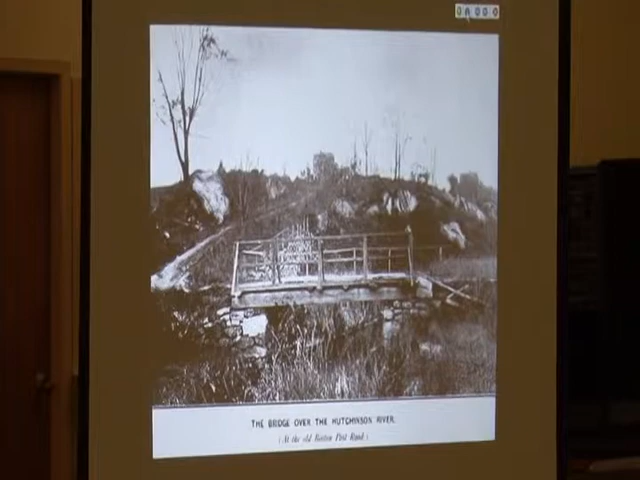 THE BRIDGE OVER THE HUTCHINSON RIVER.
( At the old Boston Post Road )